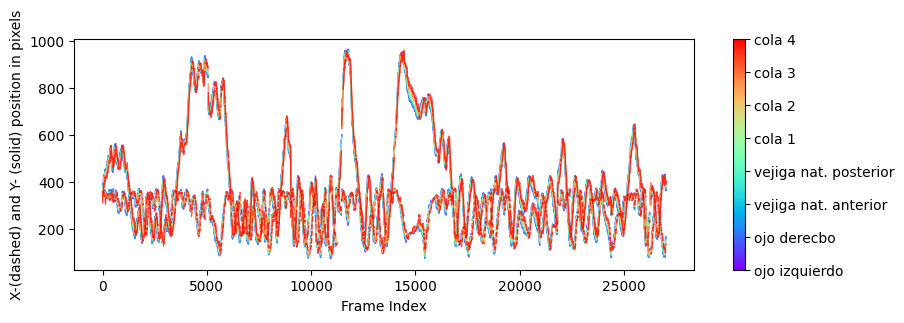 X-(dashed) and Y- (solid) position in pixels
1000
800
600
400
200
0
5000
10000
15000
20000
25000
Frame Index
cola 4
cola 3
cola 2
cola 1
vejiga nat. posterior
vejiga nat. anterior
ojo derecbo
ojo izquierdo